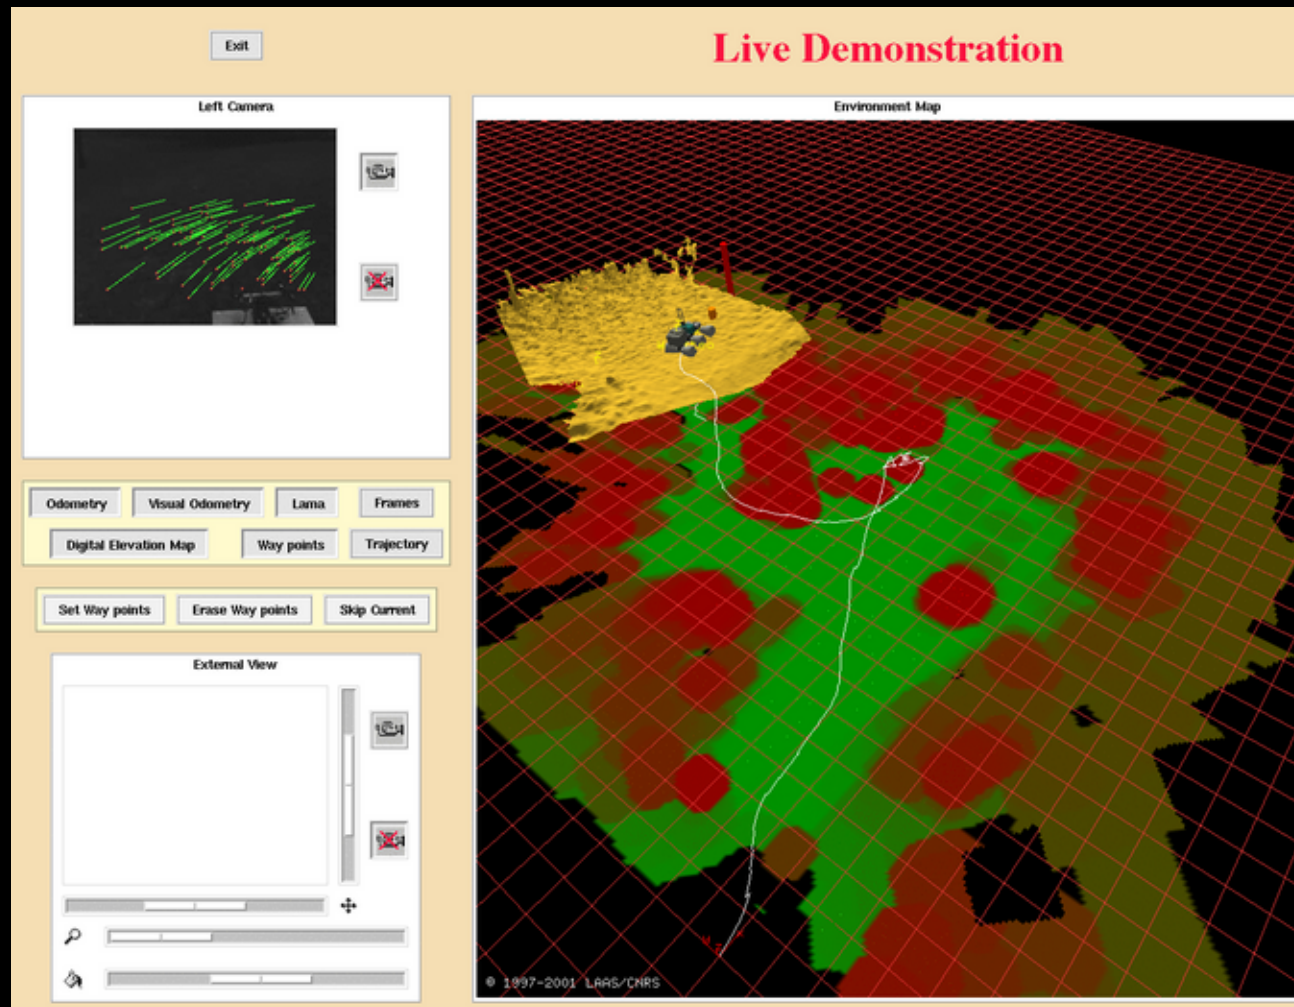 Exit
Live Demonstration
Left Camera
Environment Map
Odometry
Visual Odometry
Lama
Frames
Digital Elevation Map
Way points
Trajectory
Set Way points
Erase Way points
Skip Current
External View
© 1997-2001 LAAS/CNRS